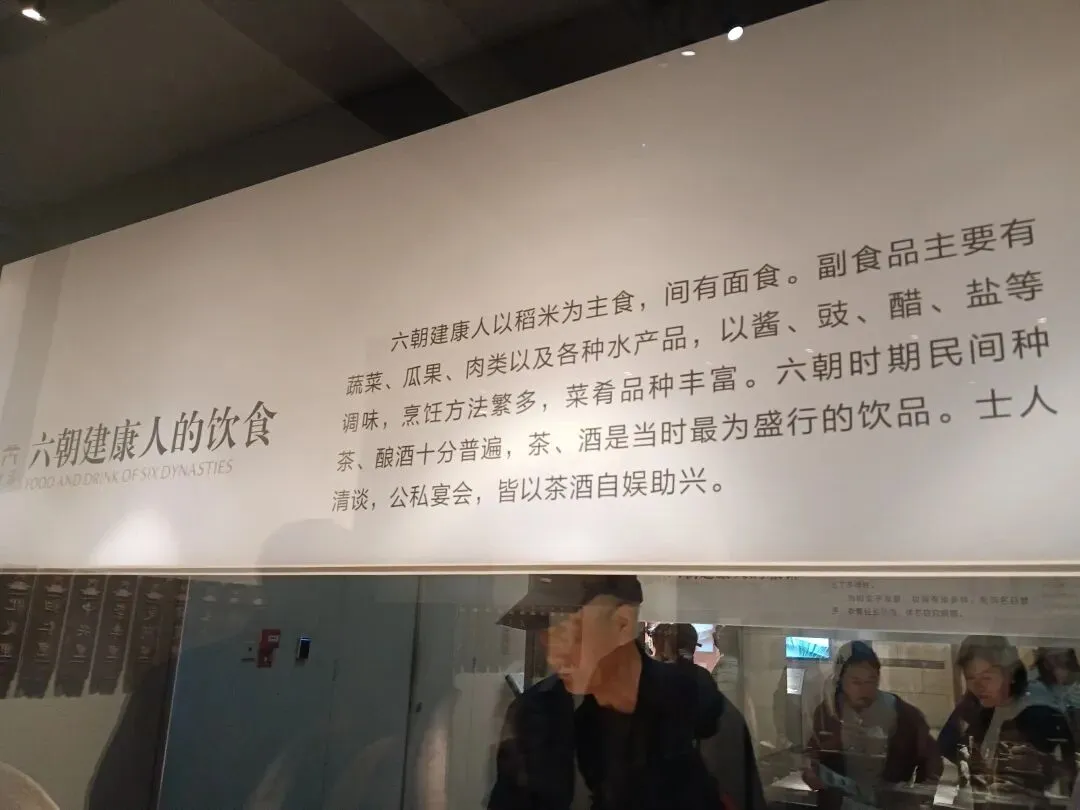 六朝建康人的饮食
FOOD AND DRINK OF SIX DYNASTIES
六朝建康人以稻米为主食，间有面食。副食品主要有
蔬菜、瓜果、肉类以及各种水产品，以酱、豉、醋、盐等
调味，烹饪方法繁多，菜肴品种丰富。六朝时期民间种
茶、酿酒十分普遍，茶、酒是当时最为盛行的饮品。士人
清谈，公私宴会，皆以茶酒自娱助兴。